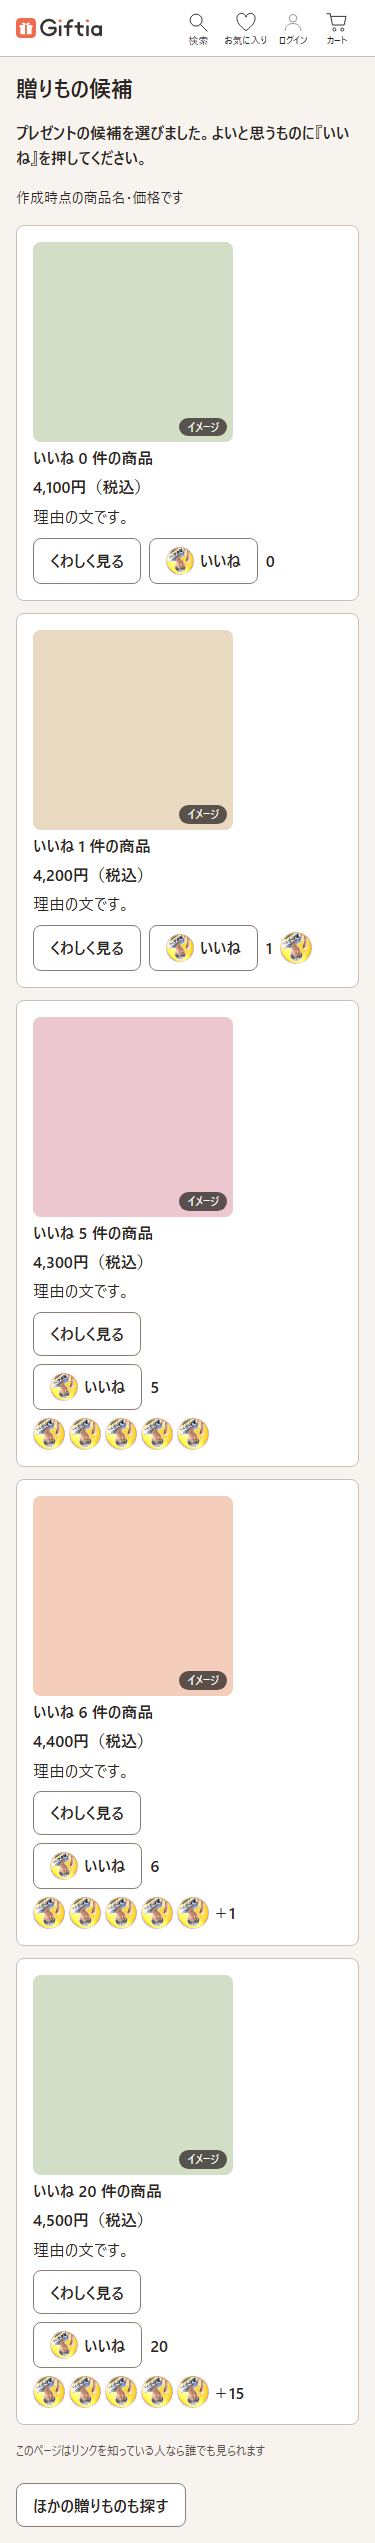 Giftia
検索 お気に入り ログイン カート
贈りもの候補
プレゼントの候補を選びました。よいと思うものに『いい
ね』を押してください。
作成時点の商品名・価格です
イメージ
いいね 0 件の商品
4,100円（税込）
理由の文です。
くわしく見る いいね 0
イメージ
いいね 1 件の商品
4,200円（税込）
理由の文です。
くわしく見る いいね 1
イメージ
いいね 5 件の商品
4,300円（税込）
理由の文です。
くわしく見る
いいね 5
イメージ
いいね 6 件の商品
4,400円（税込）
理由の文です。
くわしく見る
いいね 6
+1
イメージ
いいね 20 件の商品
4,500円（税込）
理由の文です。
くわしく見る
いいね 20
+15
このページはリンクを知っている人なら誰でも見られます
ほかの贈りものも探す